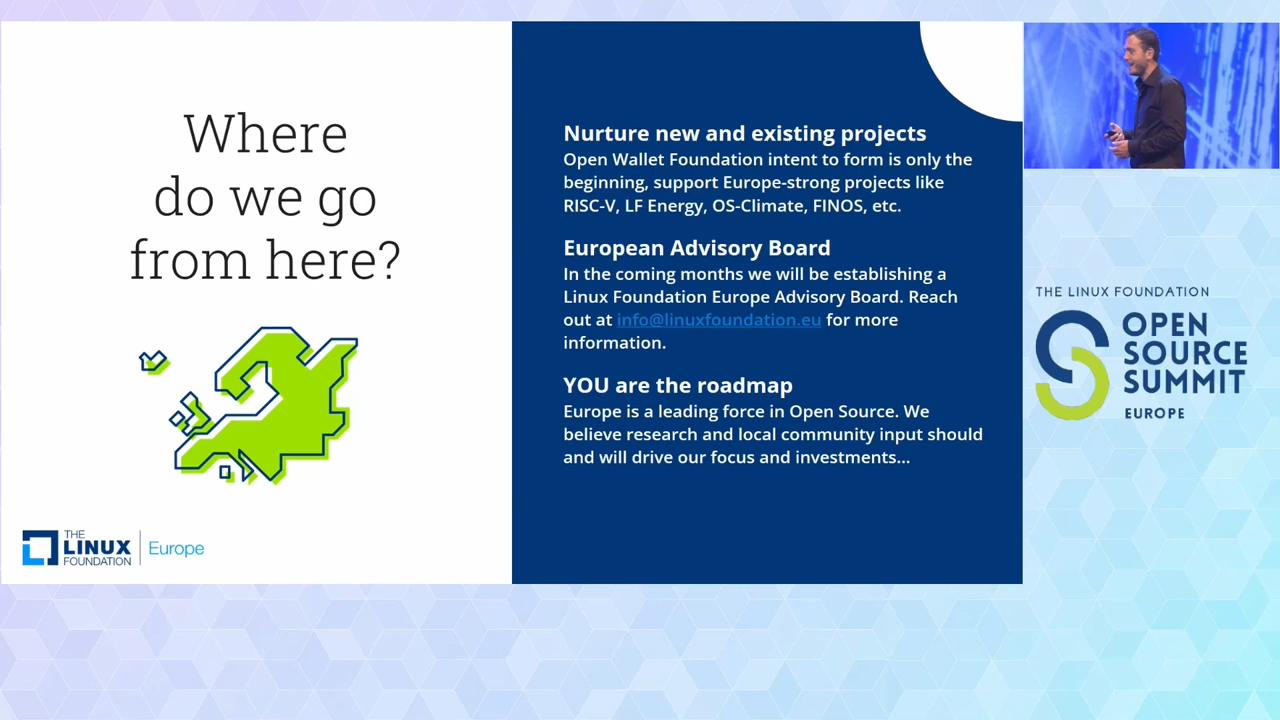 Where
do we go
from here?
THE
LINUX
FOUNDATION
Europe
Nurture new and existing projects
Open Wallet Foundation intent to form is only the
beginning, support Europe-strong projects like
RISC-V, LF Energy, OS-Climate, FINOS, etc.
European Advisory Board
In the coming months we will be establishing a
Linux Foundation Europe Advisory Board. Reach
out at info@linuxfoundation.eu for more
information.
YOU are the roadmap
Europe is a leading force in Open Source. We
believe research and local community input should
and will drive our focus and investments...
THE LINUX FOUNDATION
OPEN
SOURCE
SUMMIT
EUROPE